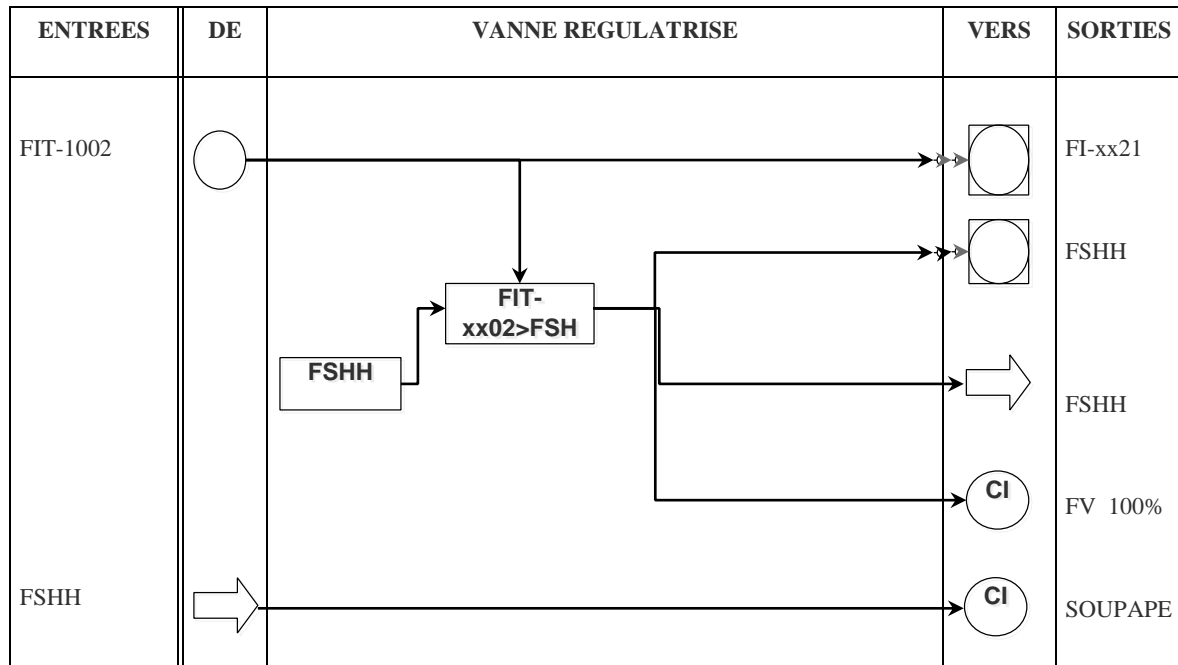 ENTREES DE VANNE REGULATRISE VERS SORTIES
FIT-1002 FI-xx21
FSHH
FIT-
xx02>FSH
FSHH
FSHH
CI
FV 100%
FSHH CI SOUPAPE